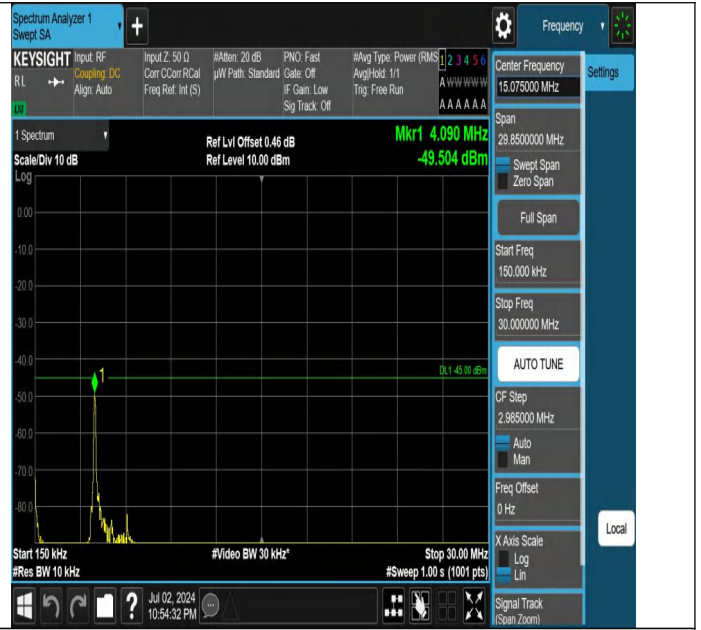 Spectrum Analyzer 1
Swept SA
Frequency
KEYSIGHT
Input: RF
Coupling: DC
Align: Auto
RL
LXI
Input Z: 50 Ω
Corr CCorr RCal
Freq Ref: Int (S)
#Atten: 20 dB
µW Path: Standard
PNO: Fast
Gate: Off
IF Gain: Low
Sig Track: Off
#Avg Type: Power (RMS
Avg|Hold: 1/1
Trig: Free Run
1 2 3 4 5 6
A W W W W W
A A A A A A
1 Spectrum
Scale/Div 10 dB
Ref Lvl Offset 0.46 dB
Ref Level 10.00 dBm
Mkr1 4.090 MHz
-49.504 dBm
Log
0.00
-10.0
-20.0
-30.0
-40.0
-50.0
-60.0
-70.0
-80.0
1
DL1 -45.00 dBm
Start 150 kHz
#Res BW 10 kHz
#Video BW 30 kHz*
Stop 30.00 MHz
#Sweep 1.00 s (1001 pts)
Jul 02, 2024
10:54:32 PM
Center Frequency
15.075000 MHz
Settings
Span
29.8500000 MHz
Swept Span
Zero Span
Full Span
Start Freq
150.000 kHz
Stop Freq
30.000000 MHz
AUTO TUNE
CF Step
2.985000 MHz
Auto
Man
Freq Offset
0 Hz
X Axis Scale
Log
Lin
Signal Track
(Span Zoom)
Local